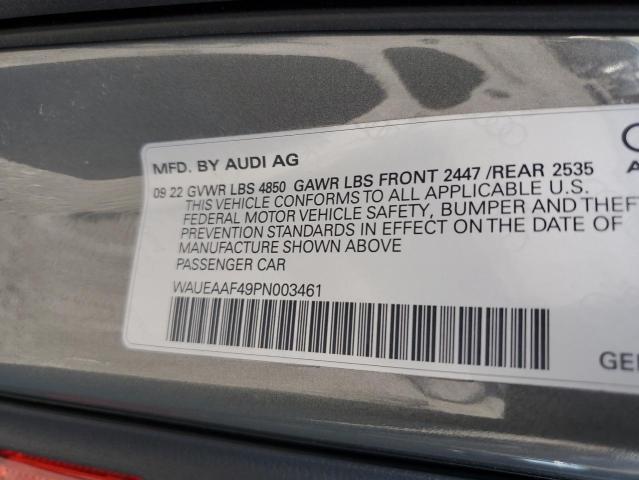 MFD. BY AUDI AG
09 22 GVWR LBS 4850 GAWR LBS FRONT 2447 /REAR 2535
THIS VEHICLE CONFORMS TO ALL APPLICABLE U.S.
FEDERAL MOTOR VEHICLE SAFETY, BUMPER AND THEFT
PREVENTION STANDARDS IN EFFECT ON THE DATE OF
MANUFACTURE SHOWN ABOVE
PASSENGER CAR
WAUEAAF49PN003461